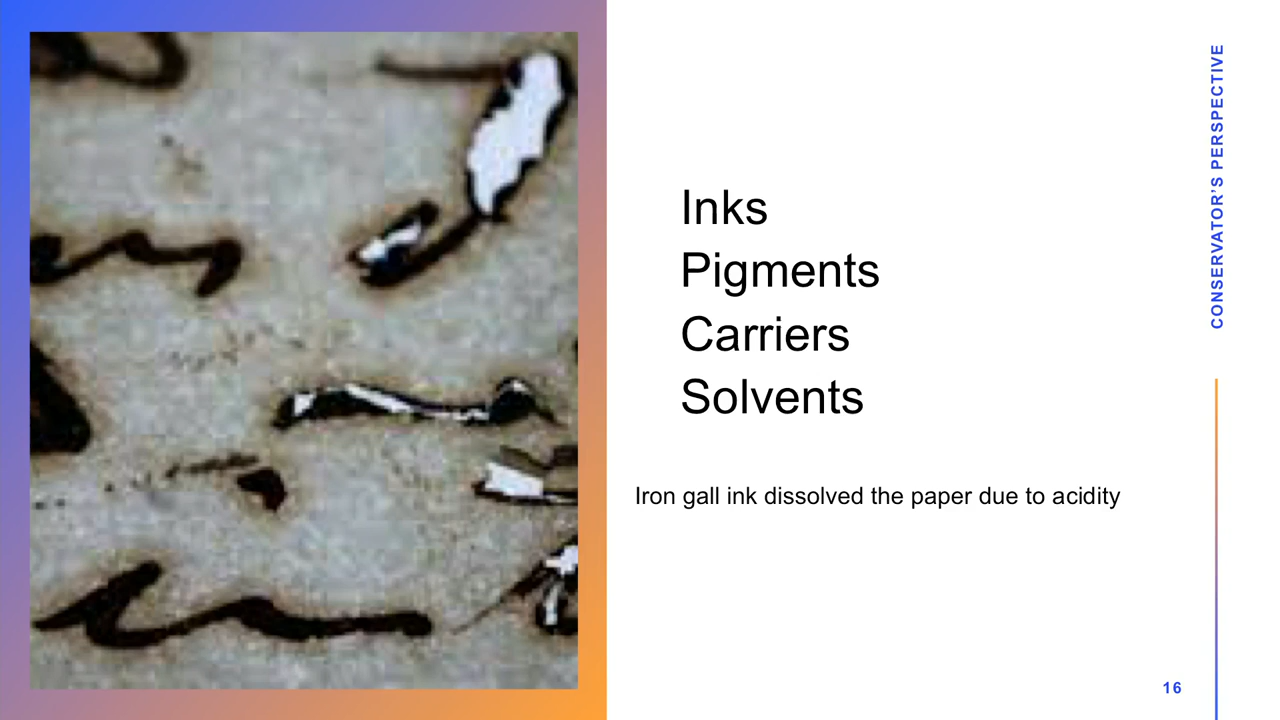 Inks
Pigments
Carriers
Solvents
Iron gall ink dissolved the paper due to acidity
CONSERVATOR’S PERSPECTIVE
16